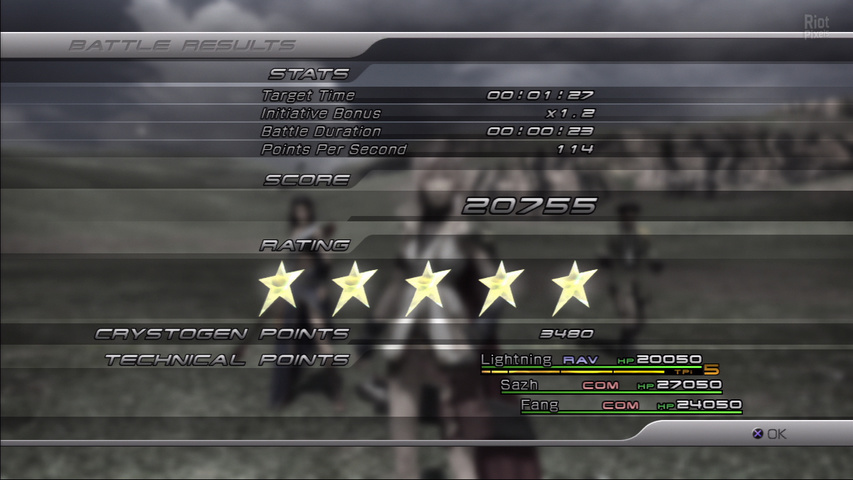 Riot
pixels
BATTLE RESULTS
STATS
Target Time 00:01:27
Initiative Bonus x1.2
Battle Duration 00:00:23
Points Per Second 114
SCORE
20755
RATING
CRYSTOGEN POINTS 3480
TECHNICAL POINTS
Lightning RAV HP 20050
TP: 5
Sazh COM HP 27050
Fang COM HP 24050
OK